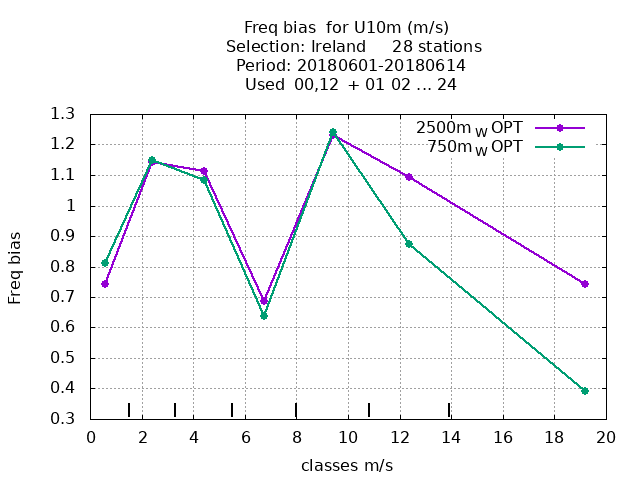 Freq bias  for U10m (m/s)
Selection: Ireland     28 stations
Period: 20180601-20180614
Used  00,12  + 01 02 ... 24
2500m W OPT
750m W OPT
1.3
1.2
1.1
1
0.9
0.8
0.7
0.6
0.5
0.4
0.3
Freq bias
0 2 4 6 8 10 12 14 16 18 20
classes m/s